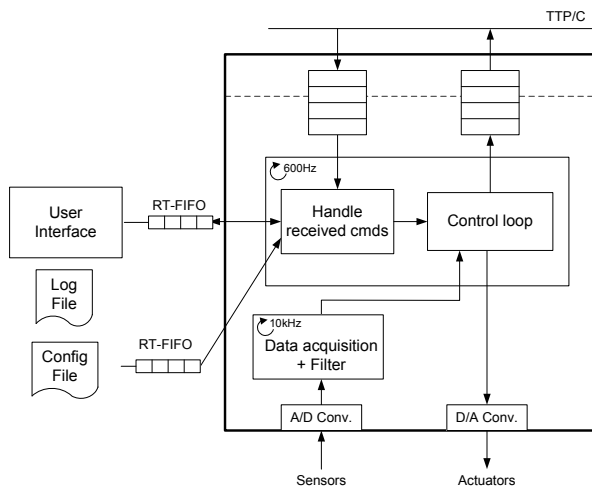 TTP/C
600Hz
RT-FIFO
User
Interface
Handle
received cmds
Control loop
Log
File
10kHz
RT-FIFO
Data acquisition
+ Filter
Config
File
A/D Conv.
D/A Conv.
Sensors
Actuators